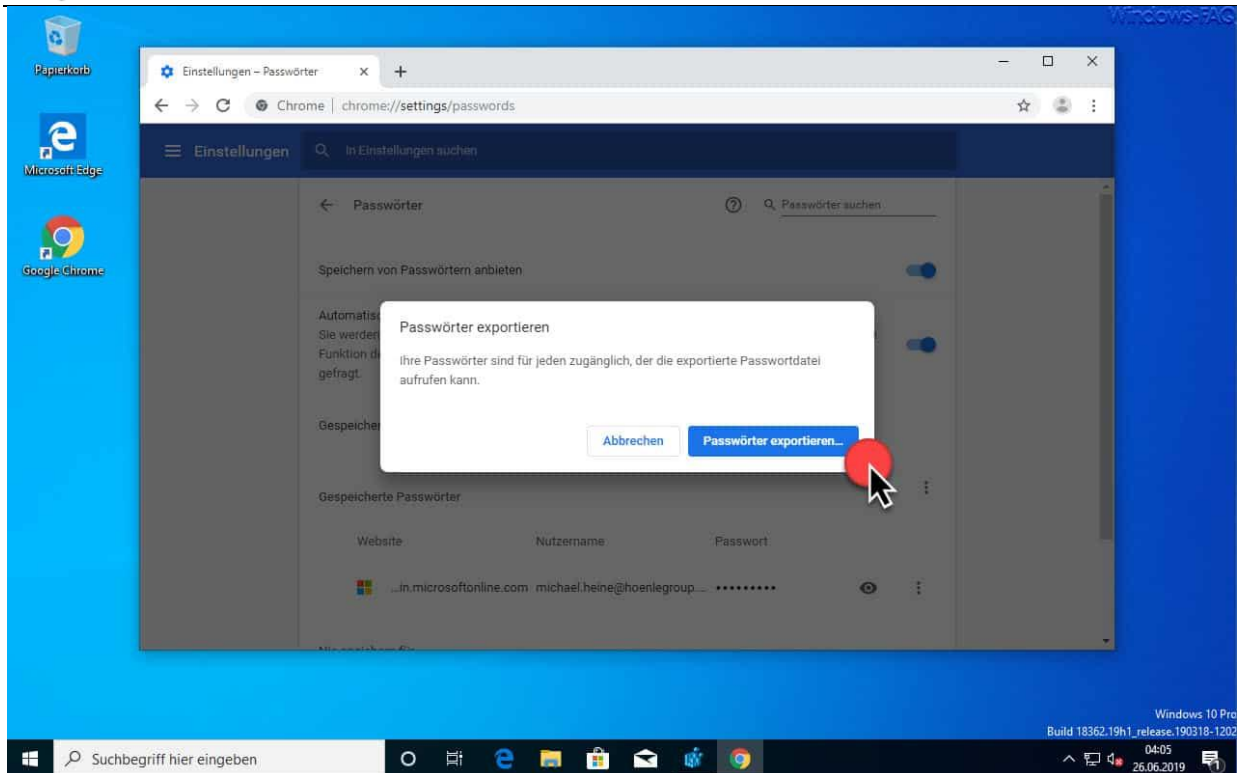 Windows-FAQ
Papierkorb
Microsoft Edge
Google Chrome
Einstellungen – Passwörter
Chrome | chrome://settings/passwords
Einstellungen
In Einstellungen suchen
Passwörter
Passwörter suchen
Speichern von Passwörtern anbieten
Automatisc
Sie werden
Funktion d
gefragt.
Passwörter exportieren
Ihre Passwörter sind für jeden zugänglich, der die exportierte Passwortdatei
aufrufen kann.
Abbrechen Passwörter exportieren...
Gespeicher
Gespeicherte Passwörter
Website Nutzername Passwort
...in.microsoftonline.com michael.heine@hoenlegroup.... •••••••••
Windows 10 Pro
Build 18362.19h1_release.190318-1202
Suchbegriff hier eingeben
04:05
26.06.2019